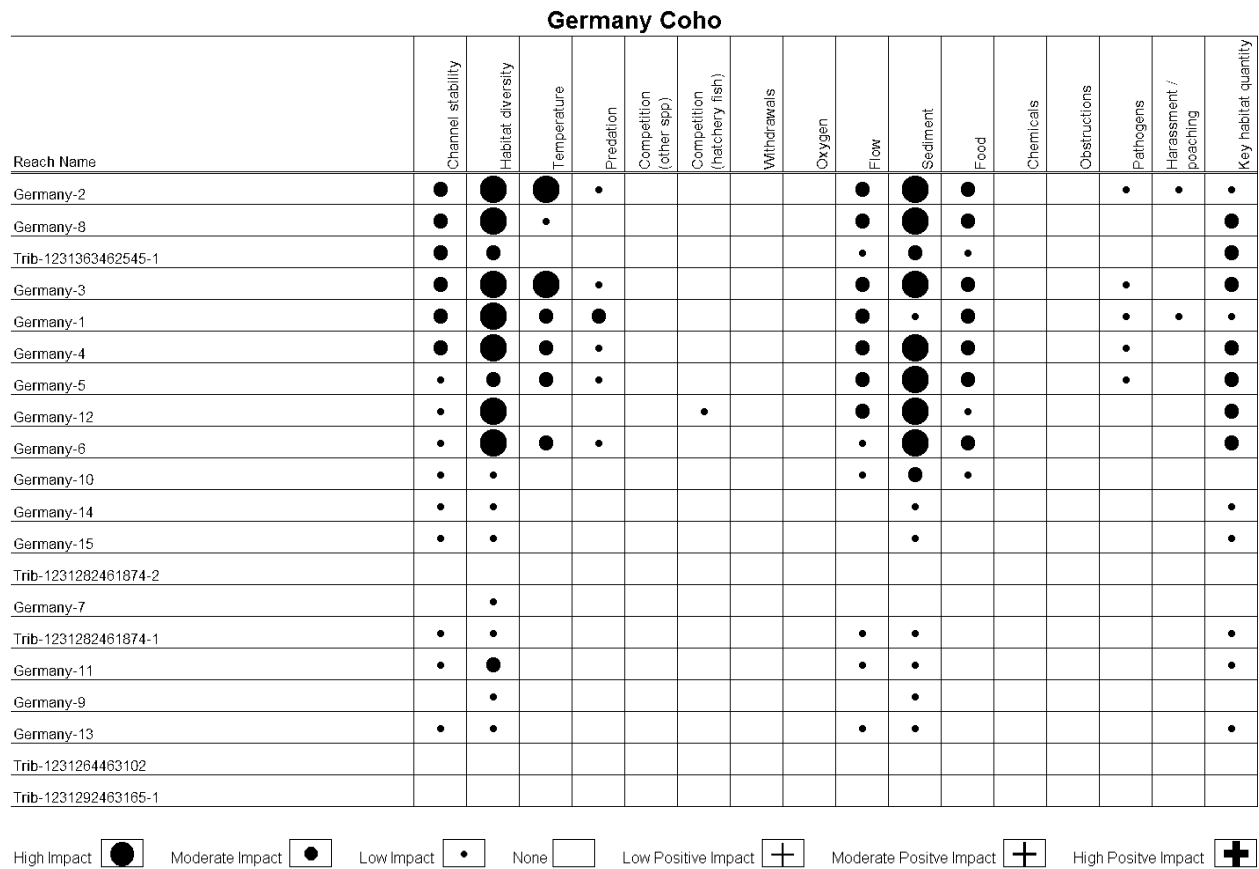 Germany Coho
Reach Name
Channel stability
Habitat diversity
Temperature
Predation
Competition
(other spp)
Competition
(hatchery fish)
Withdrawals
Oxygen
Flow
Sediment
Food
Chemicals
Obstructions
Pathogens
Harassment /
poaching
Key habitat quantity
Germany-2
Germany-8
Trib-1231363462545-1
Germany-3
Germany-1
Germany-4
Germany-5
Germany-12
Germany-6
Germany-10
Germany-14
Germany-15
Trib-1231282461874-2
Germany-7
Trib-1231282461874-1
Germany-11
Germany-9
Germany-13
Trib-1231264463102
Trib-1231292463165-1
High Impact Moderate Impact Low Impact None Low Positive Impact Moderate Positve Impact High Positve Impact